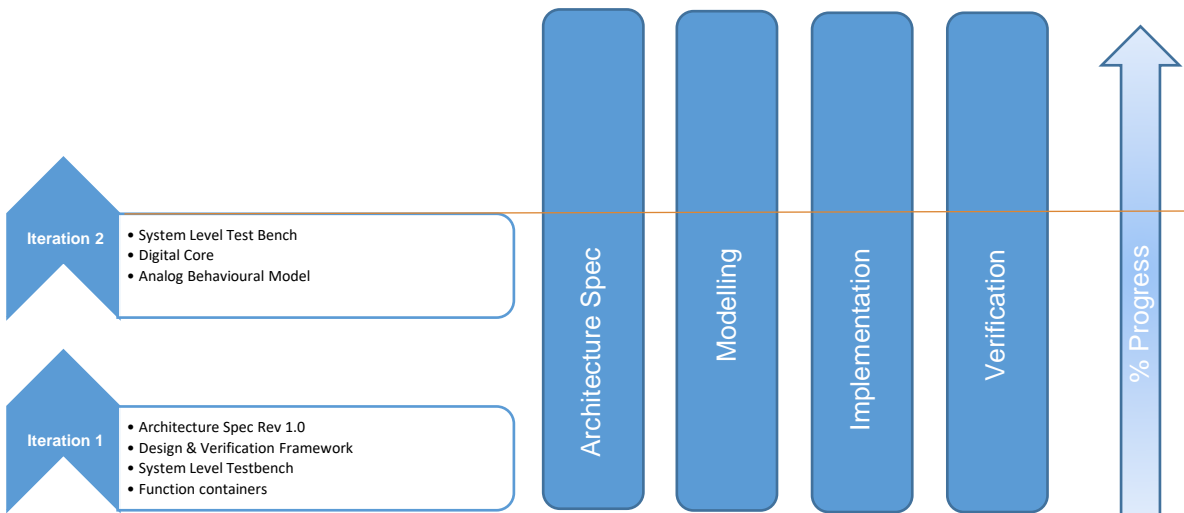 Iteration 2
• System Level Test Bench
• Digital Core
• Analog Behavioural Model
Iteration 1
• Architecture Spec Rev 1.0
• Design & Verification Framework
• System Level Testbench
• Function containers
Architecture Spec
Modelling
Implementation
Verification
% Progress